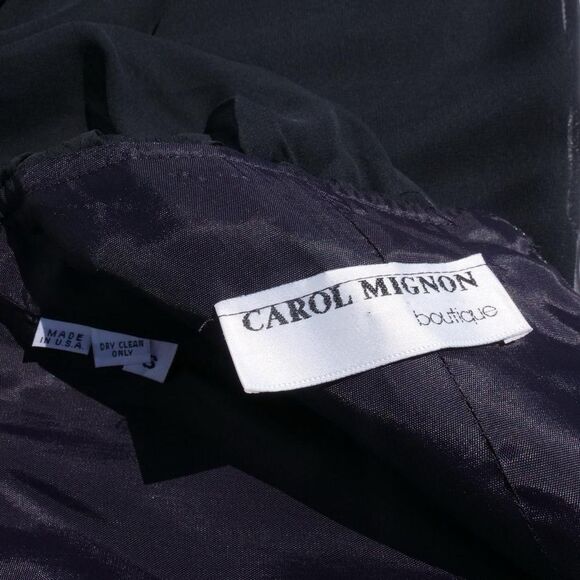 CAROL MIGNON
boutique
MADE
IN U.S.A.
DRY CLEAN
ONLY
S